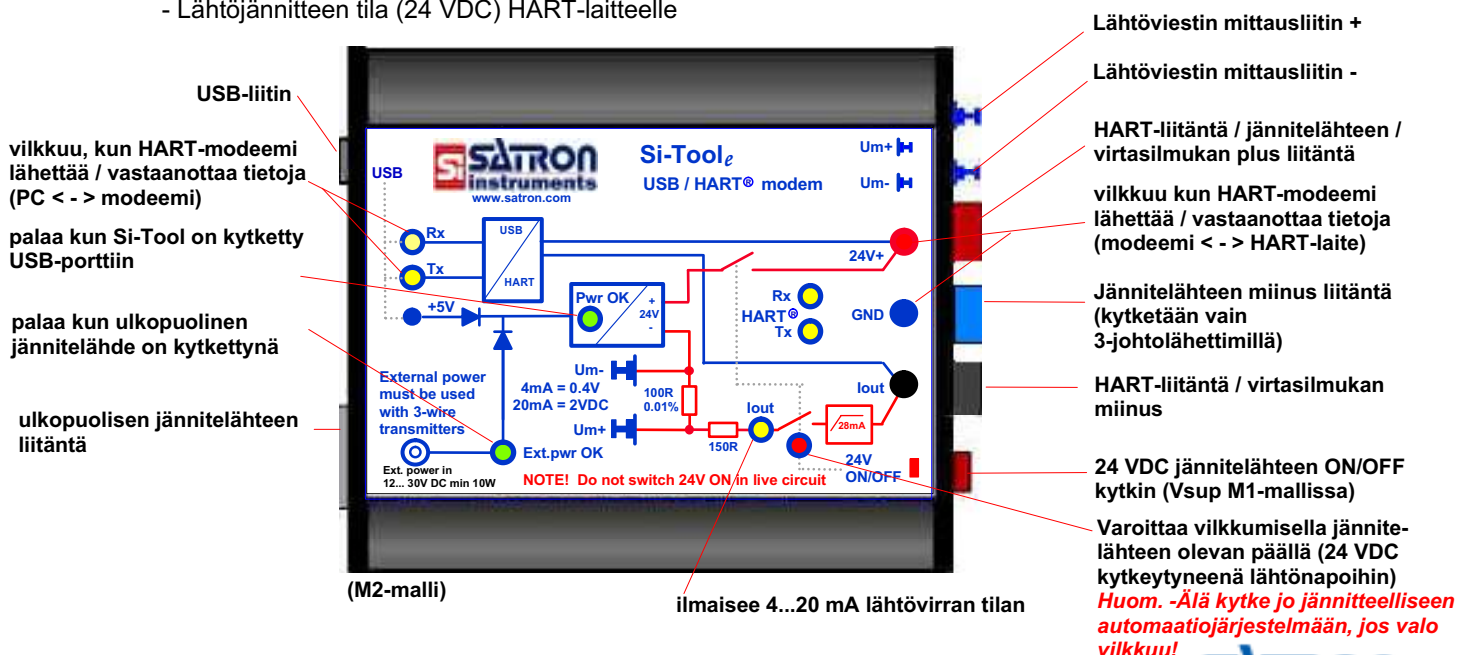 - Lähtöjännitteen tila (24 VDC) HART-laitteelle
USB-liitin
vilkkuu, kun HART-modeemi
lähettää / vastaanottaa tietoja
(PC < - > modeemi)
palaa kun Si-Tool on kytketty
USB-porttiin
palaa kun ulkopuolinen
jännitelähde on kytkettynä
ulkopuolisen jännitelähteen
liitäntä
USB
Si SATRON
instruments
www.satron.com
Si-Toole
USB / HART® modem
Um+
Um-
Rx
Tx
USB
HART
+5V
Pwr OK
+
24V
-
24V+
Rx
HART®
Tx
GND
Um-
4mA = 0.4V
20mA = 2VDC
Um+
100R
0.01%
150R
Iout
28mA
Iout
External power
must be used
with 3-wire
transmitters
Ext.pwr OK
Ext. power in
12... 30V DC min 10W
NOTE! Do not switch 24V ON in live circuit
24V
ON/OFF
(M2-malli)
ilmaisee 4...20 mA lähtövirran tilan
Lähtöviestin mittausliitin +
Lähtöviestin mittausliitin -
HART-liitäntä / jännitelähteen /
virtasilmukan plus liitäntä
vilkkuu kun HART-modeemi
lähettää / vastaanottaa tietoja
(modeemi < - > HART-laite)
Jännitelähteen miinus liitäntä
(kytketään vain
3-johtolähettimillä)
HART-liitäntä / virtasilmukan
miinus
24 VDC jännitelähteen ON/OFF
kytkin (Vsup M1-mallissa)
Varoittaa vilkkumisella jännite-
lähteen olevan päällä (24 VDC
kytkeytyneenä lähtönapoihin)
Huom. -Älä kytke jo jännitteelliseen
automaatiojärjestelmään, jos valo
vilkkuu!